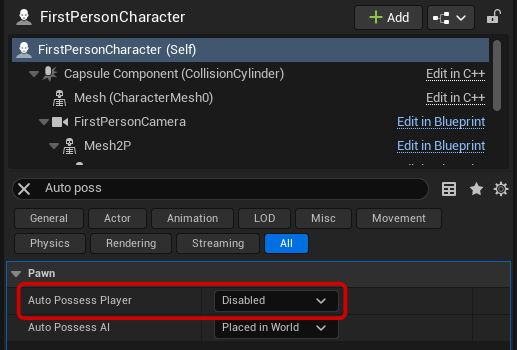 FirstPersonCharacter
Add
FirstPersonCharacter (Self)
Capsule Component (CollisionCylinder)
Edit in C++
Mesh (CharacterMesh0)
Edit in C++
FirstPersonCamera
Edit in Blueprint
Mesh2P
Edit in Blueprint
Auto poss
General
Actor
Animation
LOD
Misc
Movement
Physics
Rendering
Streaming
All
Pawn
Auto Possess Player
Disabled
Auto Possess AI
Placed in World